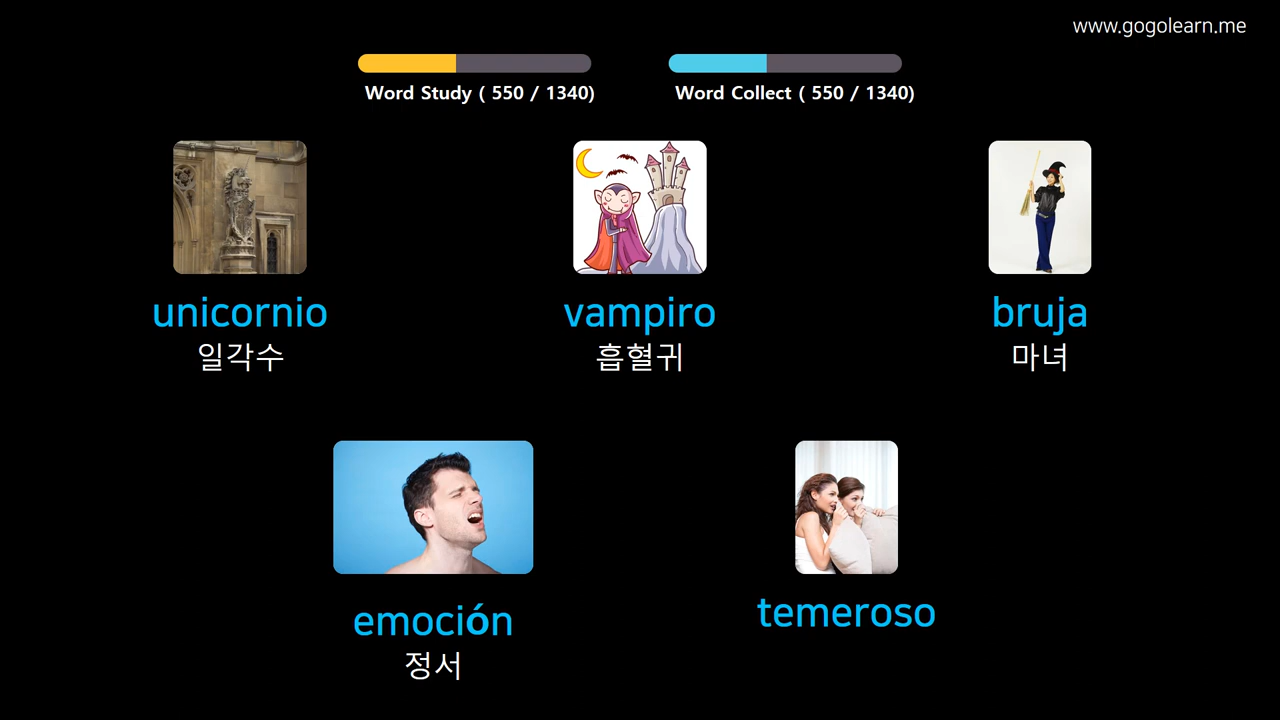 www.gogolearn.me
Word Study ( 550 / 1340)
Word Collect ( 550 / 1340)
unicornio
일각수
vampiro
흡혈귀
bruja
마녀
emoción
정서
temeroso